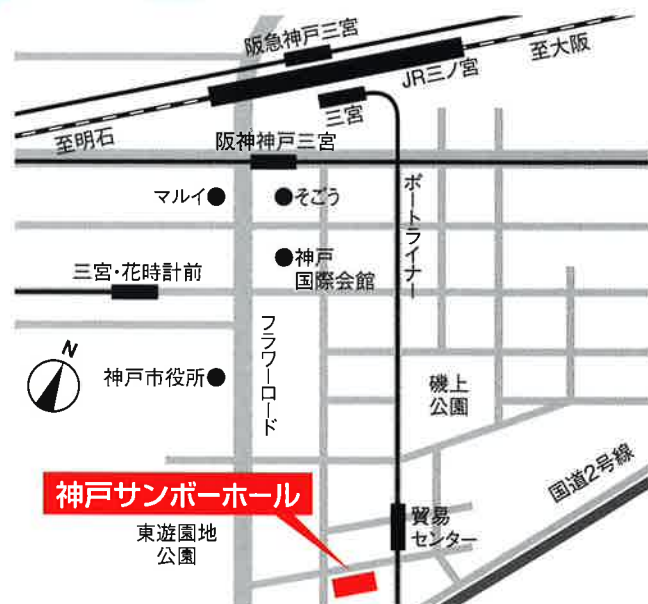 阪急神戸三宮
至大阪
JR三ノ宮
三宮
至明石
阪神神戸三宮
マルイ
そごう
ポートライナー
神戸
国際会館
三宮・花時計前
フラワーロード
N
神戸市役所
磯上
公園
国道2号線
神戸サンボーホール
貿易
センター
東遊園地
公園